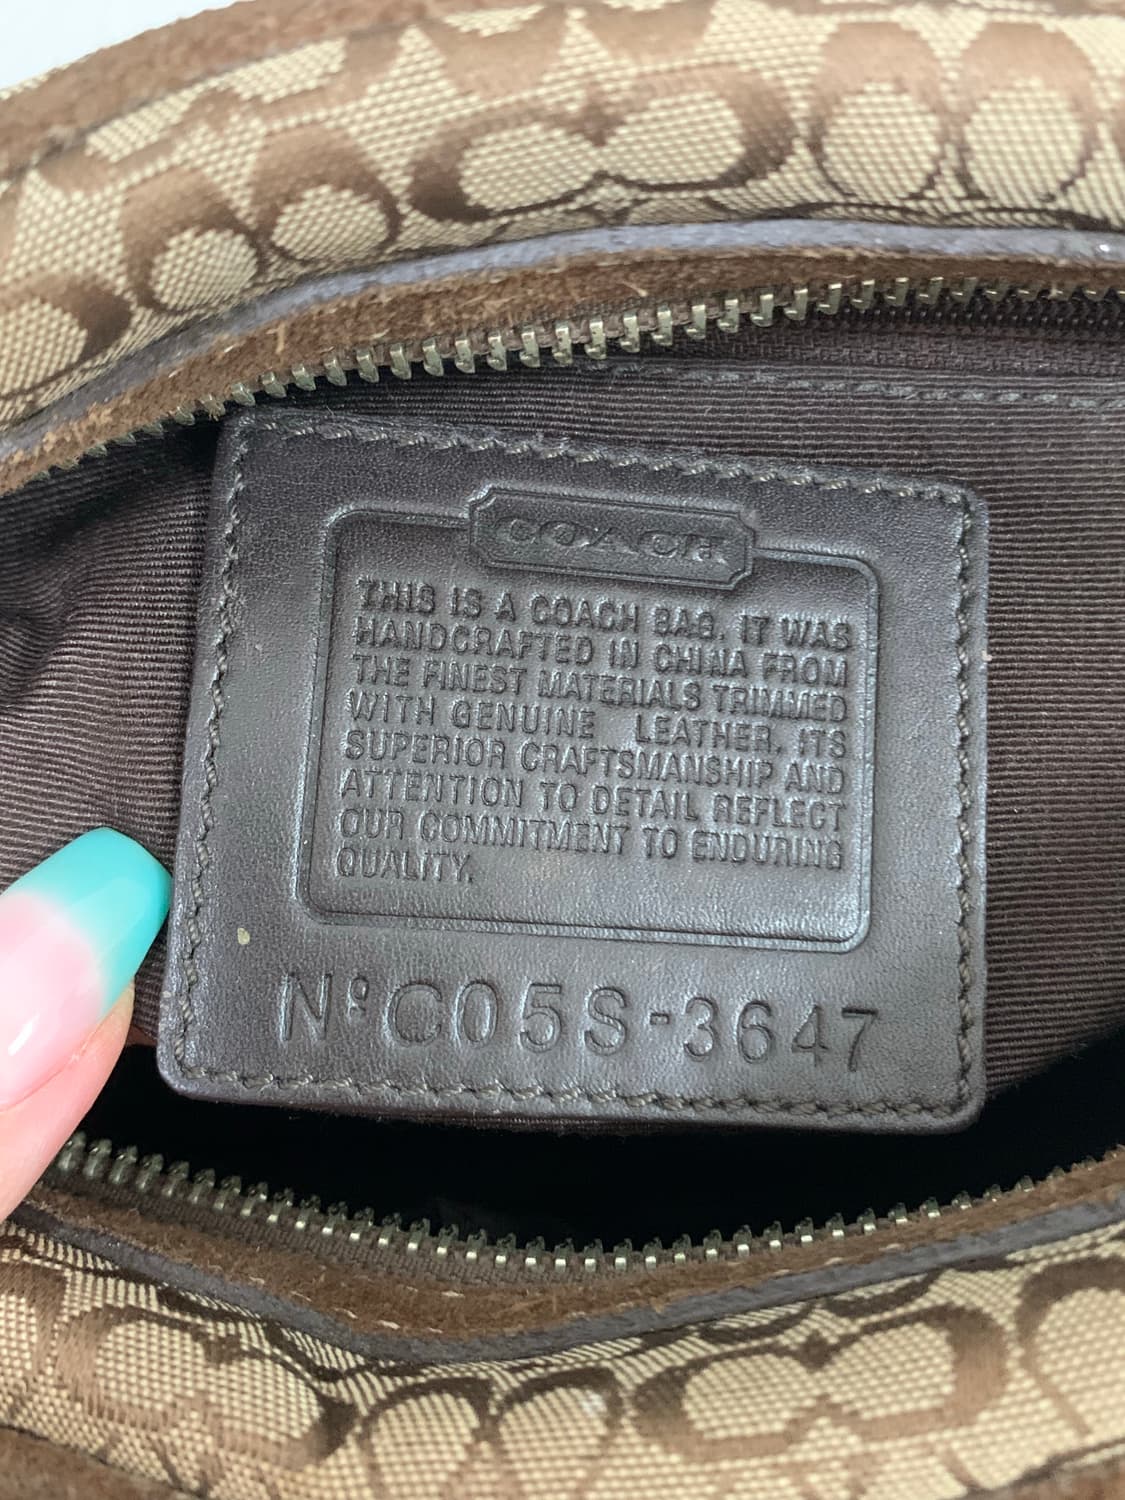 COACH
THIS IS A COACH BAG. IT WAS
HANDCRAFTED IN CHINA FROM
THE FINEST MATERIALS TRIMMED
WITH GENUINE LEATHER. ITS
SUPERIOR CRAFTSMANSHIP AND
ATTENTION TO DETAIL REFLECT
OUR COMMITMENT TO ENDURING
QUALITY.
Nº C05S-3647